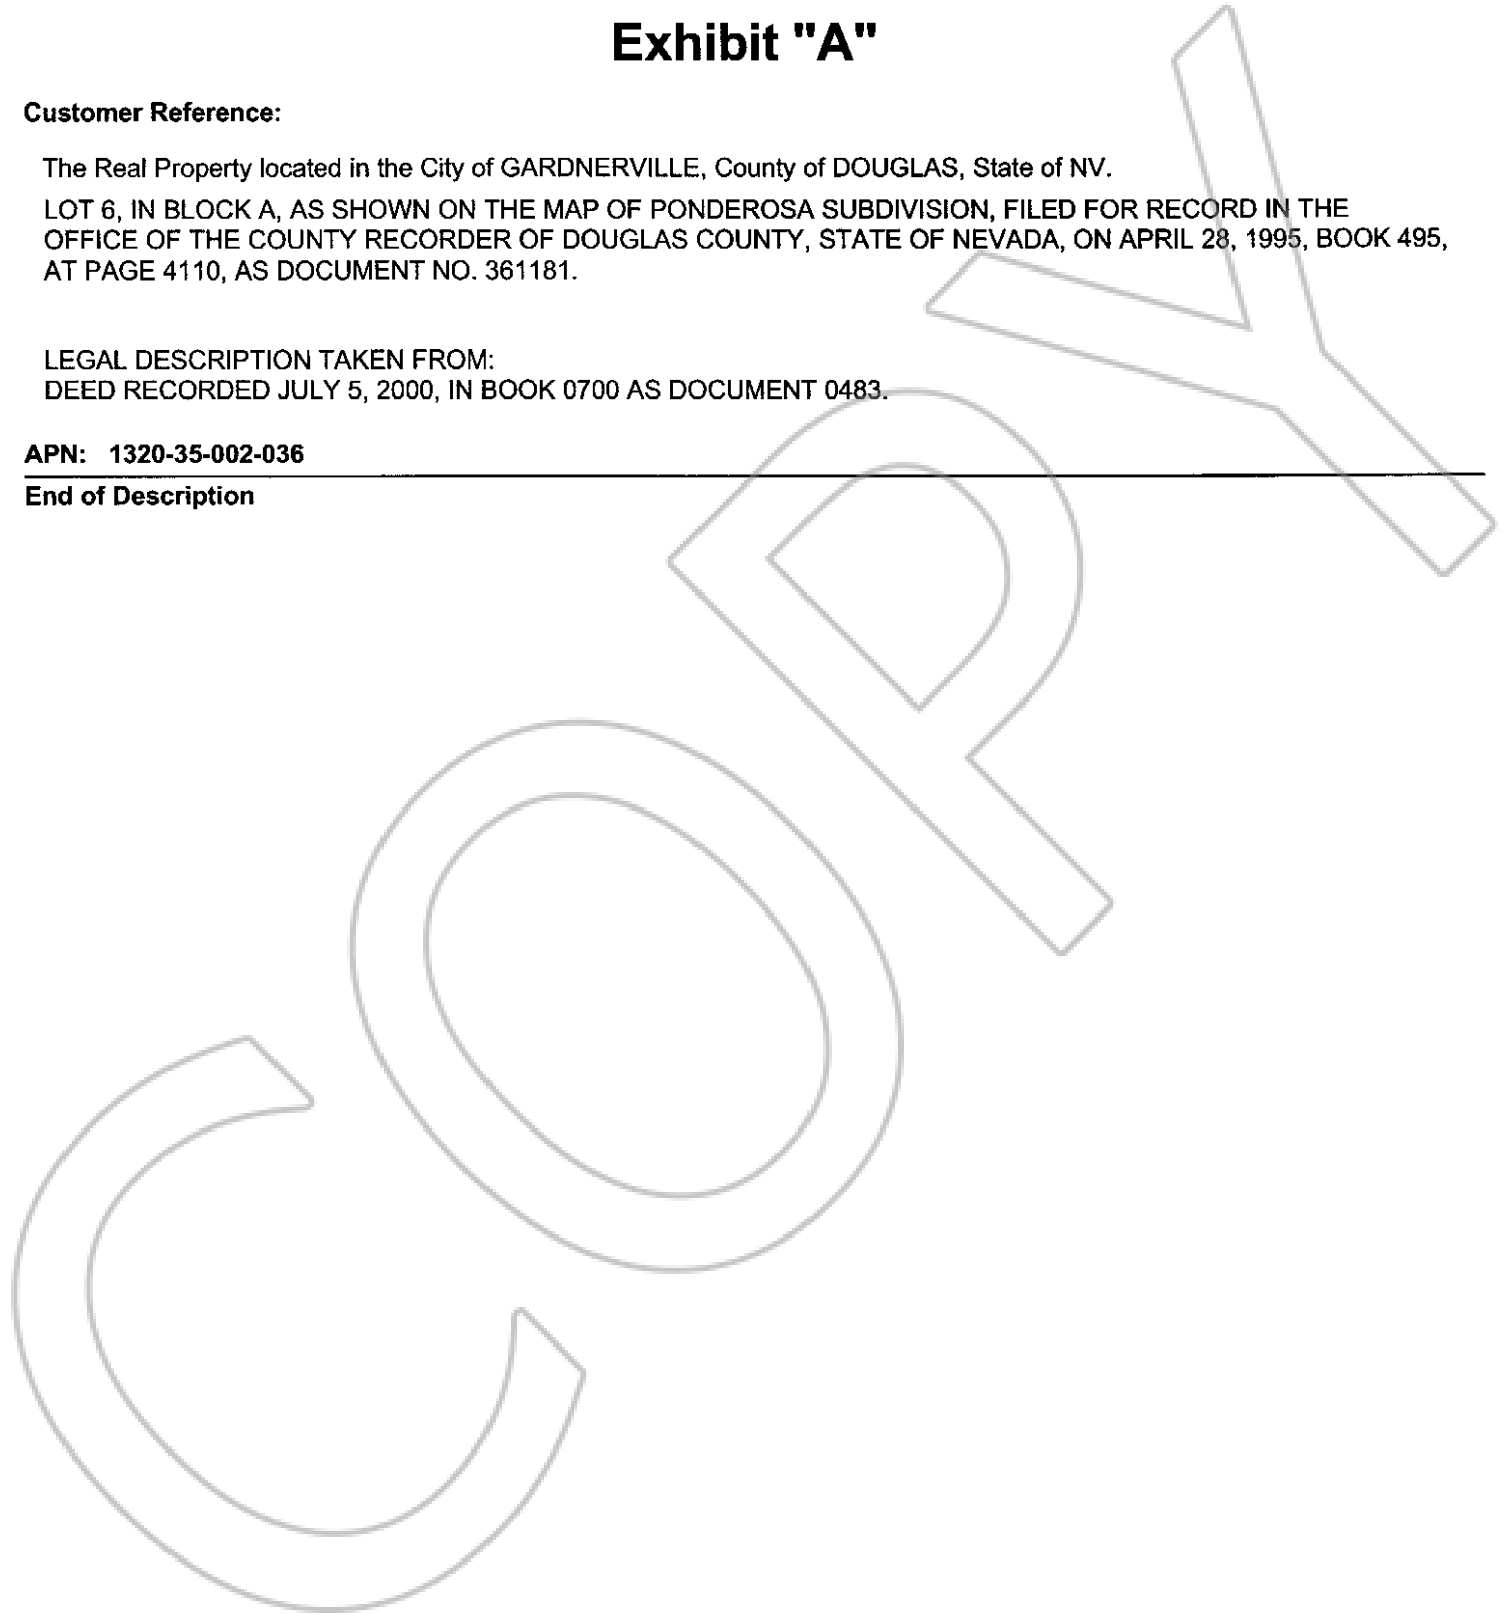 Exhibit "A"
Customer Reference:
The Real Property located in the City of GARDNERVILLE, County of DOUGLAS, State of NV.
LOT 6, IN BLOCK A, AS SHOWN ON THE MAP OF PONDEROSA SUBDIVISION, FILED FOR RECORD IN THE
OFFICE OF THE COUNTY RECORDER OF DOUGLAS COUNTY, STATE OF NEVADA, ON APRIL 28, 1995, BOOK 495,
AT PAGE 4110, AS DOCUMENT NO. 361181.
LEGAL DESCRIPTION TAKEN FROM:
DEED RECORDED JULY 5, 2000, IN BOOK 0700 AS DOCUMENT 0483.
APN: 1320-35-002-036
End of Description
COPY